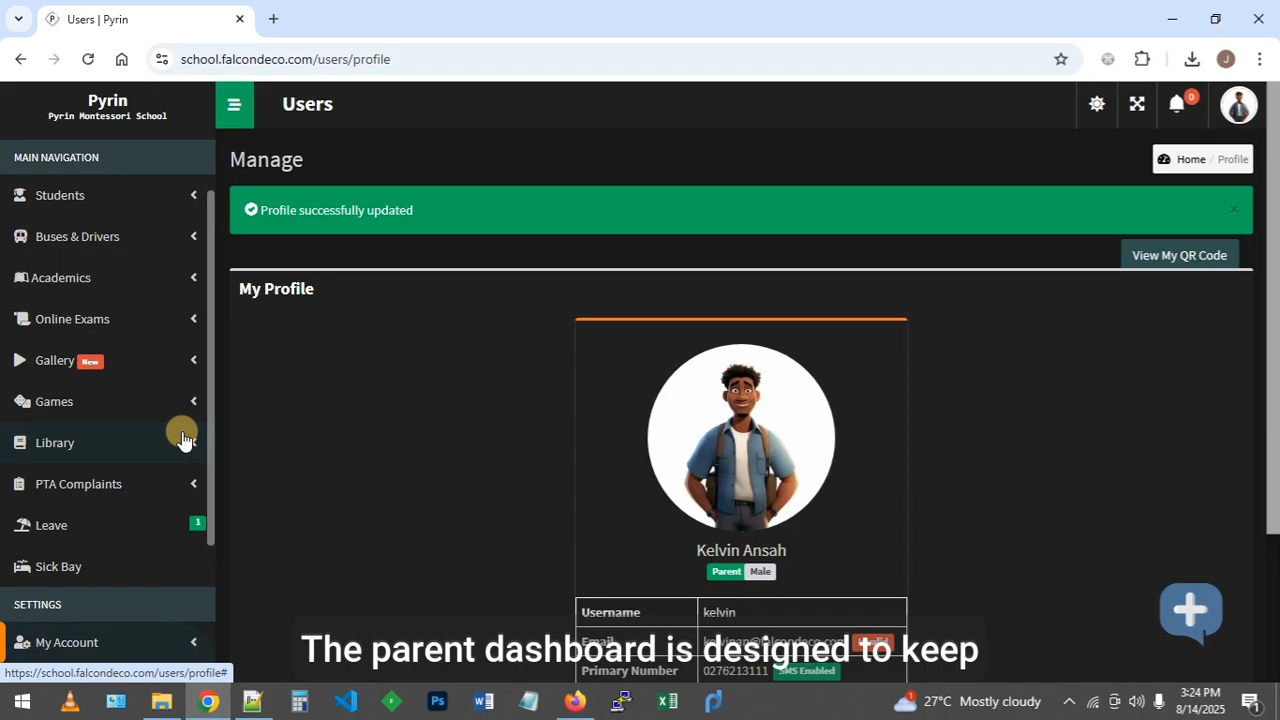 Users | Pyrin
school.falcondeco.com/users/profile
J
Pyrin
Pyrin Montessori School
Users
0
MAIN NAVIGATION
Manage
Home / Profile
Students
Profile successfully updated
×
Buses & Drivers
View My QR Code
Academics
My Profile
Online Exams
Gallery New
Games
Library
PTA Complaints
Leave 1
Kelvin Ansah
Sick Bay
Parent Male
SETTINGS
Username kelvin
My Account
Email
The parent dashboard is designed to keep
Primary Number 0276213111 SMS Enabled
https://school.falcondeco.com/users/profile#
27°C Mostly cloudy
3:24 PM
8/14/2025
1